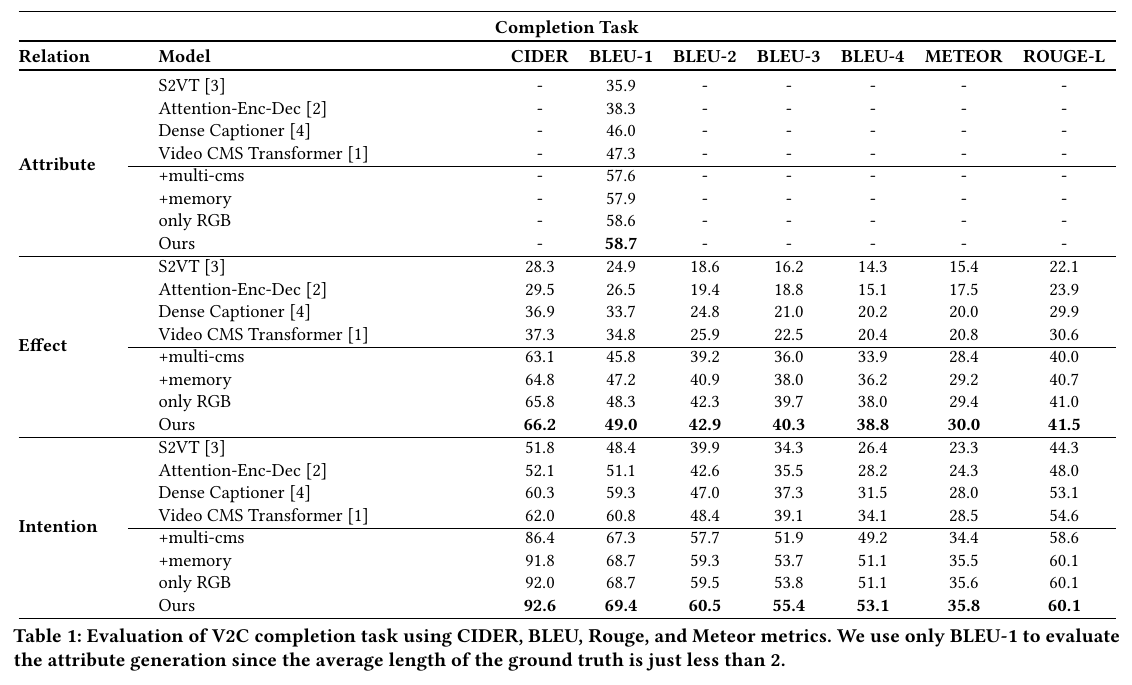 Completion Task
Relation Model CIDER BLEU-1 BLEU-2 BLEU-3 BLEU-4 METEOR ROUGE-L
S2VT [3] - 35.9 - - - - -
Attention-Enc-Dec [2] - 38.3 - - - - -
Dense Captioner [4] - 46.0 - - - - -
Video CMS Transformer [1] - 47.3 - - - - -
Attribute
+multi-cms - 57.6 - - - - -
+memory - 57.9 - - - - -
only RGB - 58.6 - - - - -
Ours - 58.7 - - - - -
S2VT [3] 28.3 24.9 18.6 16.2 14.3 15.4 22.1
Attention-Enc-Dec [2] 29.5 26.5 19.4 18.8 15.1 17.5 23.9
Dense Captioner [4] 36.9 33.7 24.8 21.0 20.2 20.0 29.9
Video CMS Transformer [1] 37.3 34.8 25.9 22.5 20.4 20.8 30.6
Effect
+multi-cms 63.1 45.8 39.2 36.0 33.9 28.4 40.0
+memory 64.8 47.2 40.9 38.0 36.2 29.2 40.7
only RGB 65.8 48.3 42.3 39.7 38.0 29.4 41.0
Ours 66.2 49.0 42.9 40.3 38.8 30.0 41.5
S2VT [3] 51.8 48.4 39.9 34.3 26.4 23.3 44.3
Attention-Enc-Dec [2] 52.1 51.1 42.6 35.5 28.2 24.3 48.0
Dense Captioner [4] 60.3 59.3 47.0 37.3 31.5 28.0 53.1
Video CMS Transformer [1] 62.0 60.8 48.4 39.1 34.1 28.5 54.6
Intention
+multi-cms 86.4 67.3 57.7 51.9 49.2 34.4 58.6
+memory 91.8 68.7 59.3 53.7 51.1 35.5 60.1
only RGB 92.0 68.7 59.5 53.8 51.1 35.6 60.1
Ours 92.6 69.4 60.5 55.4 53.1 35.8 60.1
Table 1: Evaluation of V2C completion task using CIDER, BLEU, Rouge, and Meteor metrics. We use only BLEU-1 to evaluate
the attribute generation since the average length of the ground truth is just less than 2.